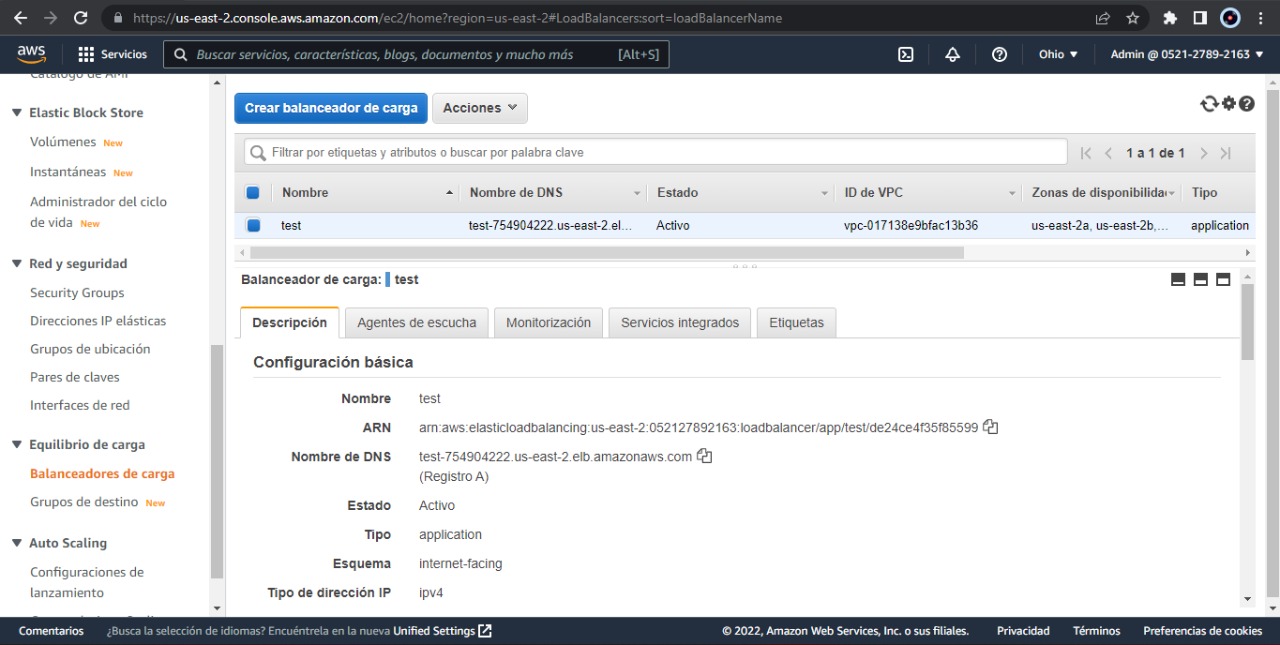 https://us-east-2.console.aws.amazon.com/ec2/home?region=us-east-2#LoadBalancers:sort=loadBalancerName
aws Servicios Buscar servicios, características, blogs, documentos y mucho más [Alt+S] Ohio Admin @ 0521-2789-2163
Catálogo de AMI
Elastic Block Store
Volúmenes New
Instantáneas New
Administrador del ciclo
de vida New
Red y seguridad
Security Groups
Direcciones IP elásticas
Grupos de ubicación
Pares de claves
Interfaces de red
Equilibrio de carga
Balanceadores de carga
Grupos de destino New
Auto Scaling
Configuraciones de
lanzamiento
Crear balanceador de carga Acciones
Filtrar por etiquetas y atributos o buscar por palabra clave 1 a 1 de 1
Nombre Nombre de DNS Estado ID de VPC Zonas de disponibilida Tipo
test test-754904222.us-east-2.el... Activo vpc-017138e9bfac13b36 us-east-2a, us-east-2b,... application
Balanceador de carga: test
Descripción Agentes de escucha Monitorización Servicios integrados Etiquetas
Configuración básica
Nombre test
ARN arn:aws:elasticloadbalancing:us-east-2:052127892163:loadbalancer/app/test/de24ce4f35f85599
Nombre de DNS test-754904222.us-east-2.elb.amazonaws.com
(Registro A)
Estado Activo
Tipo application
Esquema internet-facing
Tipo de dirección IP ipv4
Comentarios ¿Busca la selección de idiomas? Encuéntrela en la nueva Unified Settings © 2022, Amazon Web Services, Inc. o sus filiales. Privacidad Términos Preferencias de cookies